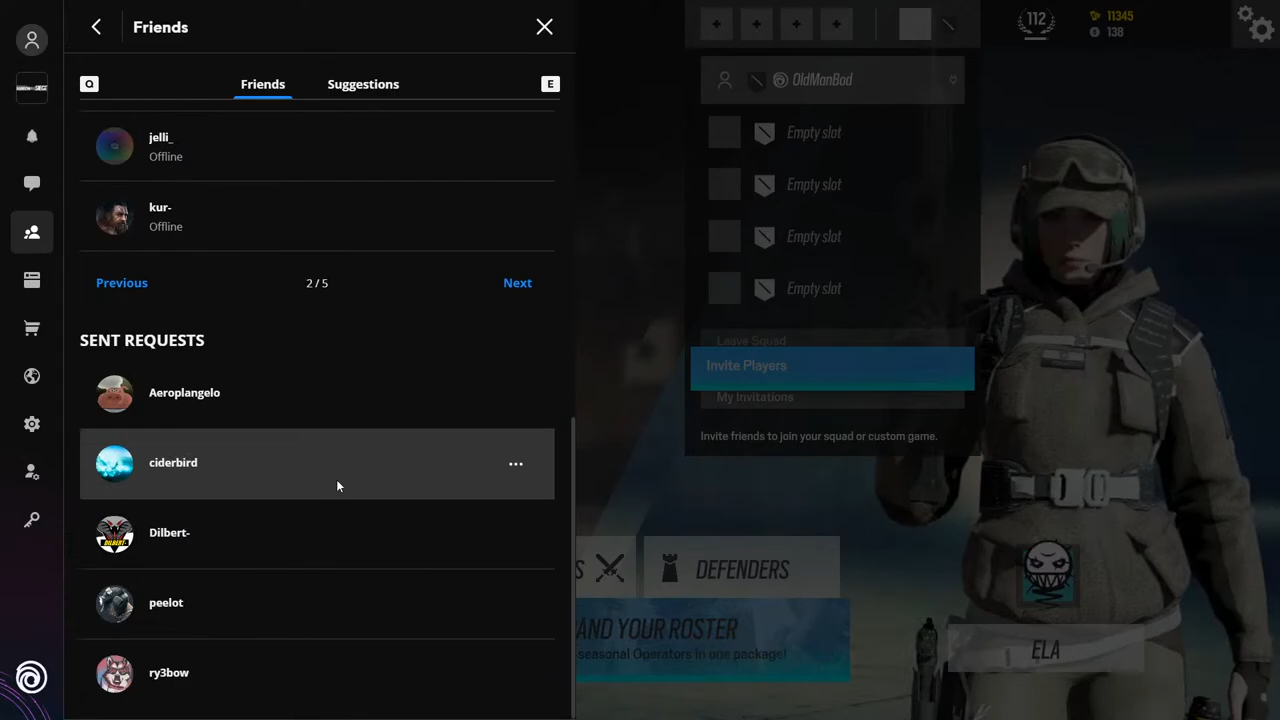 Friends
Q
Friends
Suggestions
E
jelli_
Offline
kur-
Offline
Previous
2 / 5
Next
SENT REQUESTS
Aeroplangelo
ciderbird
Dilbert-
peelot
ry3bow
112
11345
138
OldManBod
Empty slot
Empty slot
Empty slot
Empty slot
Leave Squad
Invite Players
My Invitations
Invite friends to join your squad or custom game.
S
DEFENDERS
AND YOUR ROSTER
seasonal Operators in one package!
ELA